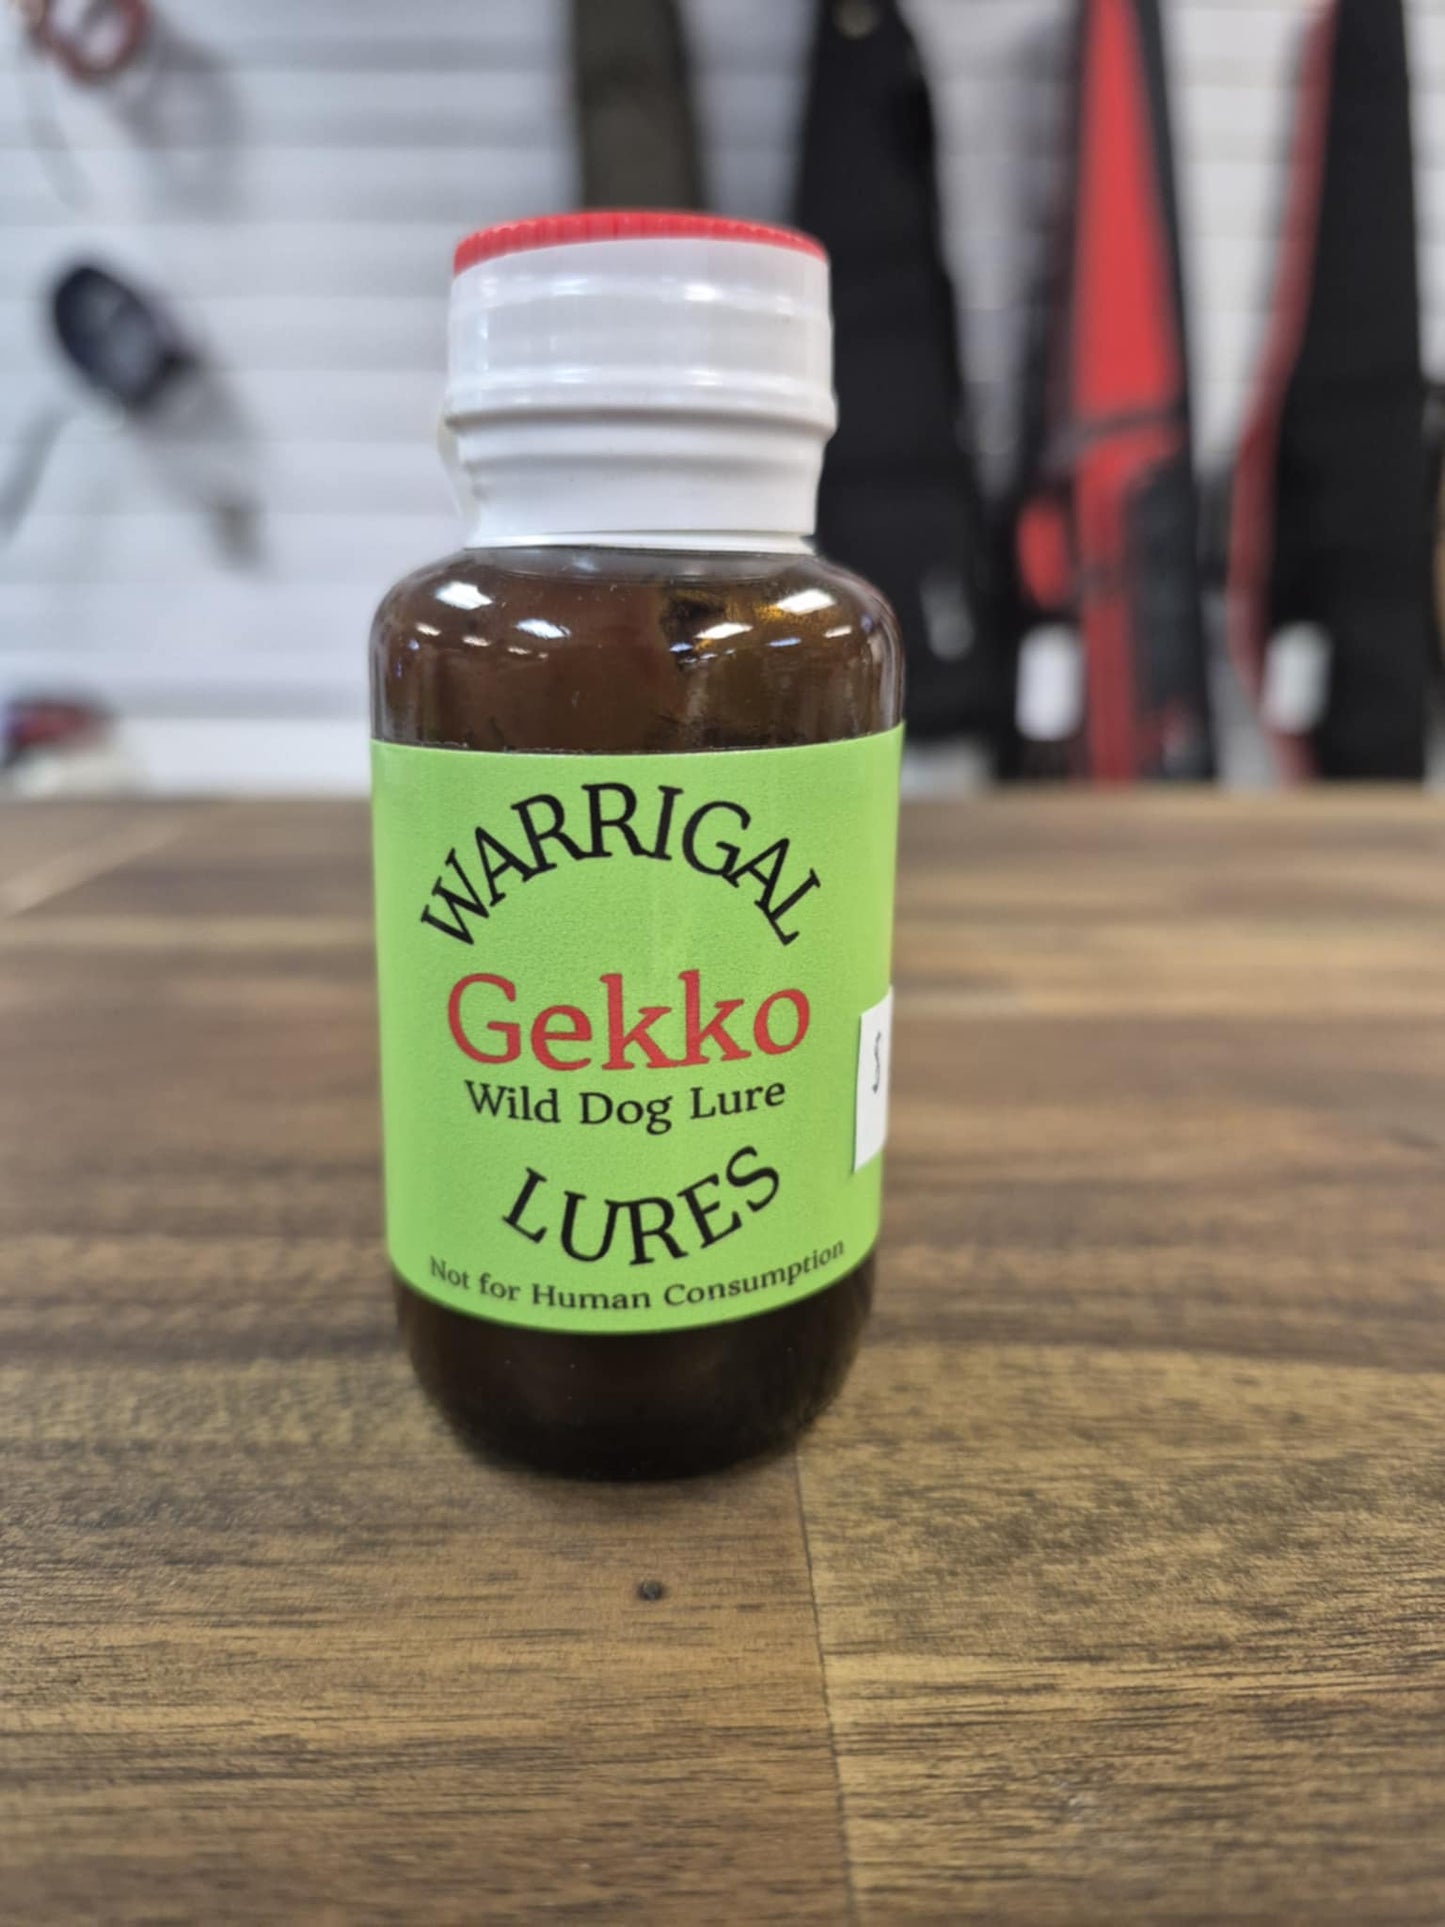 WARRIGAL
Gekko
Wild Dog Lure
LURES
Not for Human Consumption